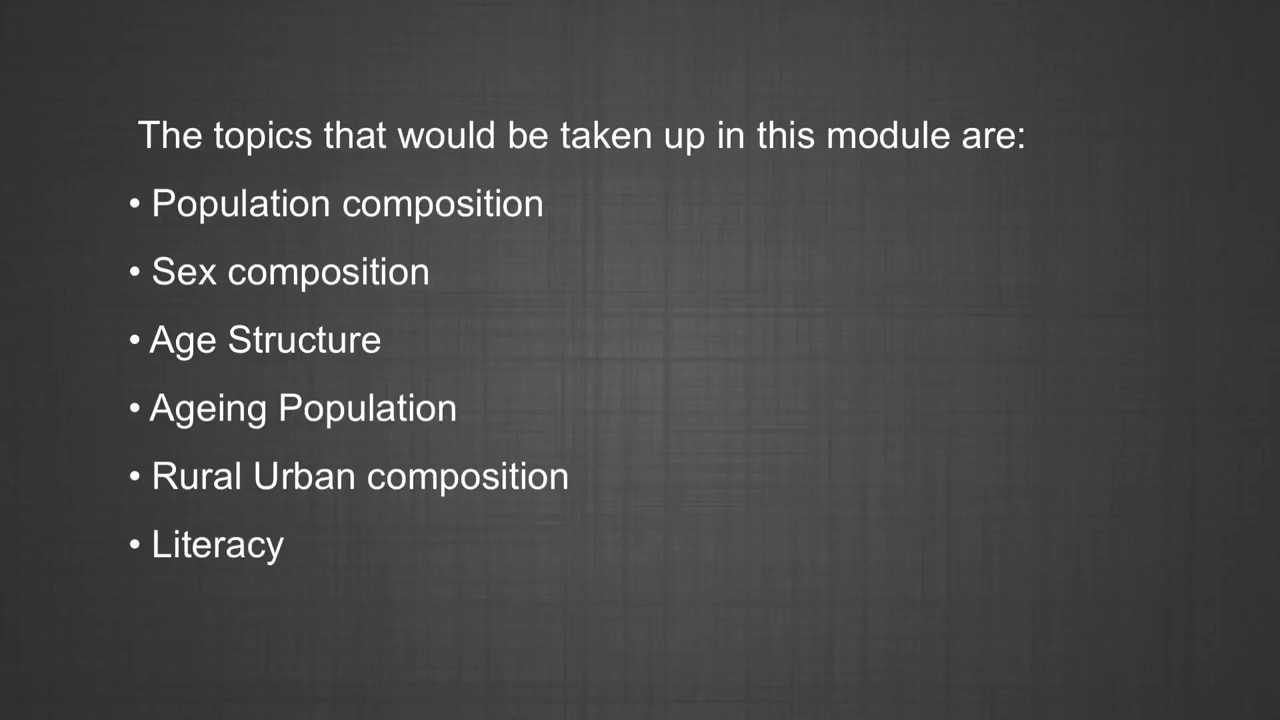 The topics that would be taken up in this module are:
• Population composition
• Sex composition
• Age Structure
• Ageing Population
• Rural Urban composition
• Literacy